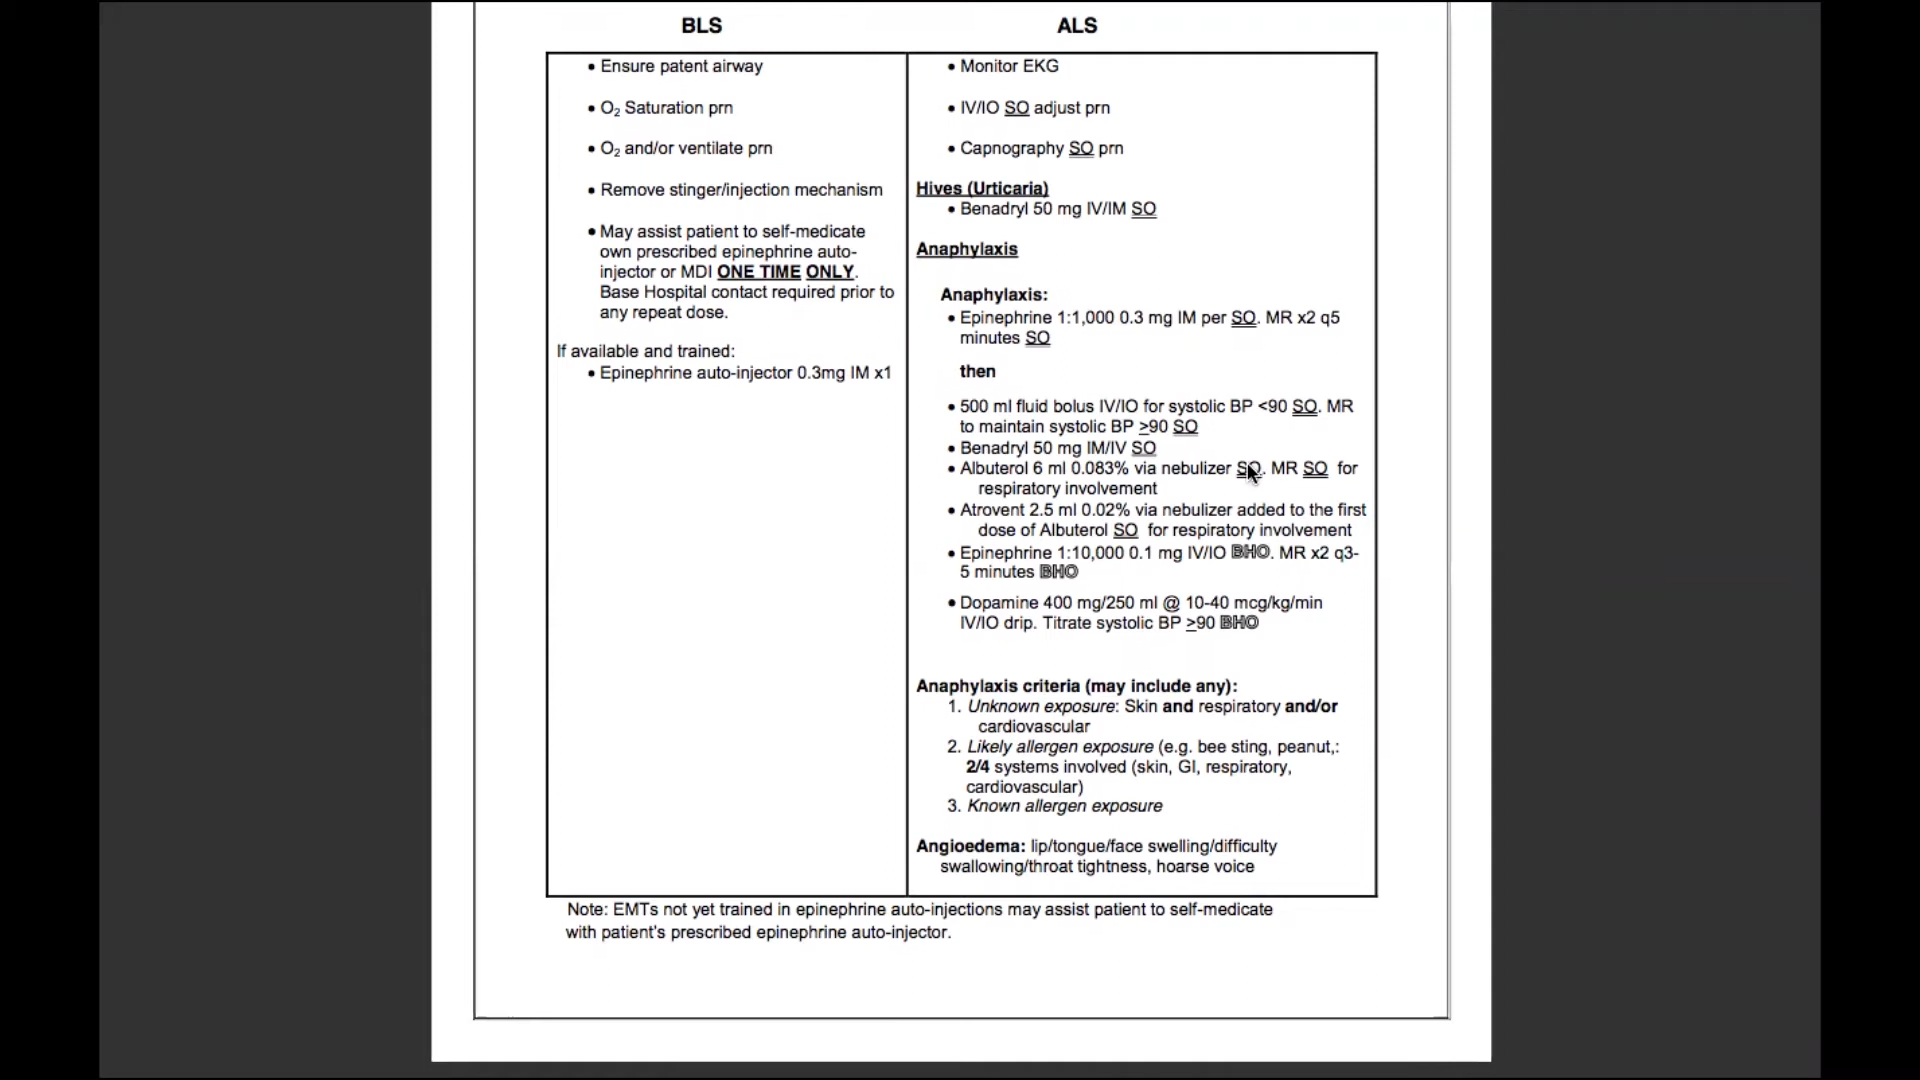 BLS
ALS
• Ensure patent airway
• O₂ Saturation prn
• O₂ and/or ventilate prn
• Remove stinger/injection mechanism
• May assist patient to self-medicate
own prescribed epinephrine auto-
injector or MDI ONE TIME ONLY.
Base Hospital contact required prior to
any repeat dose.
If available and trained:
• Epinephrine auto-injector 0.3mg IM x1
• Monitor EKG
• IV/IO SO adjust prn
• Capnography SO prn
Hives (Urticaria)
• Benadryl 50 mg IV/IM SO
Anaphylaxis
Anaphylaxis:
• Epinephrine 1:1,000 0.3 mg IM per SO. MR x2 q5
minutes SO
then
• 500 ml fluid bolus IV/IO for systolic BP <90 SO. MR
to maintain systolic BP >90 SO
• Benadryl 50 mg IM/IV SO
• Albuterol 6 ml 0.083% via nebulizer SO. MR SO for
respiratory involvement
• Atrovent 2.5 ml 0.02% via nebulizer added to the first
dose of Albuterol SO for respiratory involvement
• Epinephrine 1:10,000 0.1 mg IV/IO BHO. MR x2 q3-
5 minutes BHO
• Dopamine 400 mg/250 ml @ 10-40 mcg/kg/min
IV/IO drip. Titrate systolic BP >90 BHO
Anaphylaxis criteria (may include any):
1. Unknown exposure: Skin and respiratory and/or
cardiovascular
2. Likely allergen exposure (e.g. bee sting, peanut,:
2/4 systems involved (skin, GI, respiratory,
cardiovascular)
3. Known allergen exposure
Angioedema: lip/tongue/face swelling/difficulty
swallowing/throat tightness, hoarse voice
Note: EMTs not yet trained in epinephrine auto-injections may assist patient to self-medicate
with patient's prescribed epinephrine auto-injector.